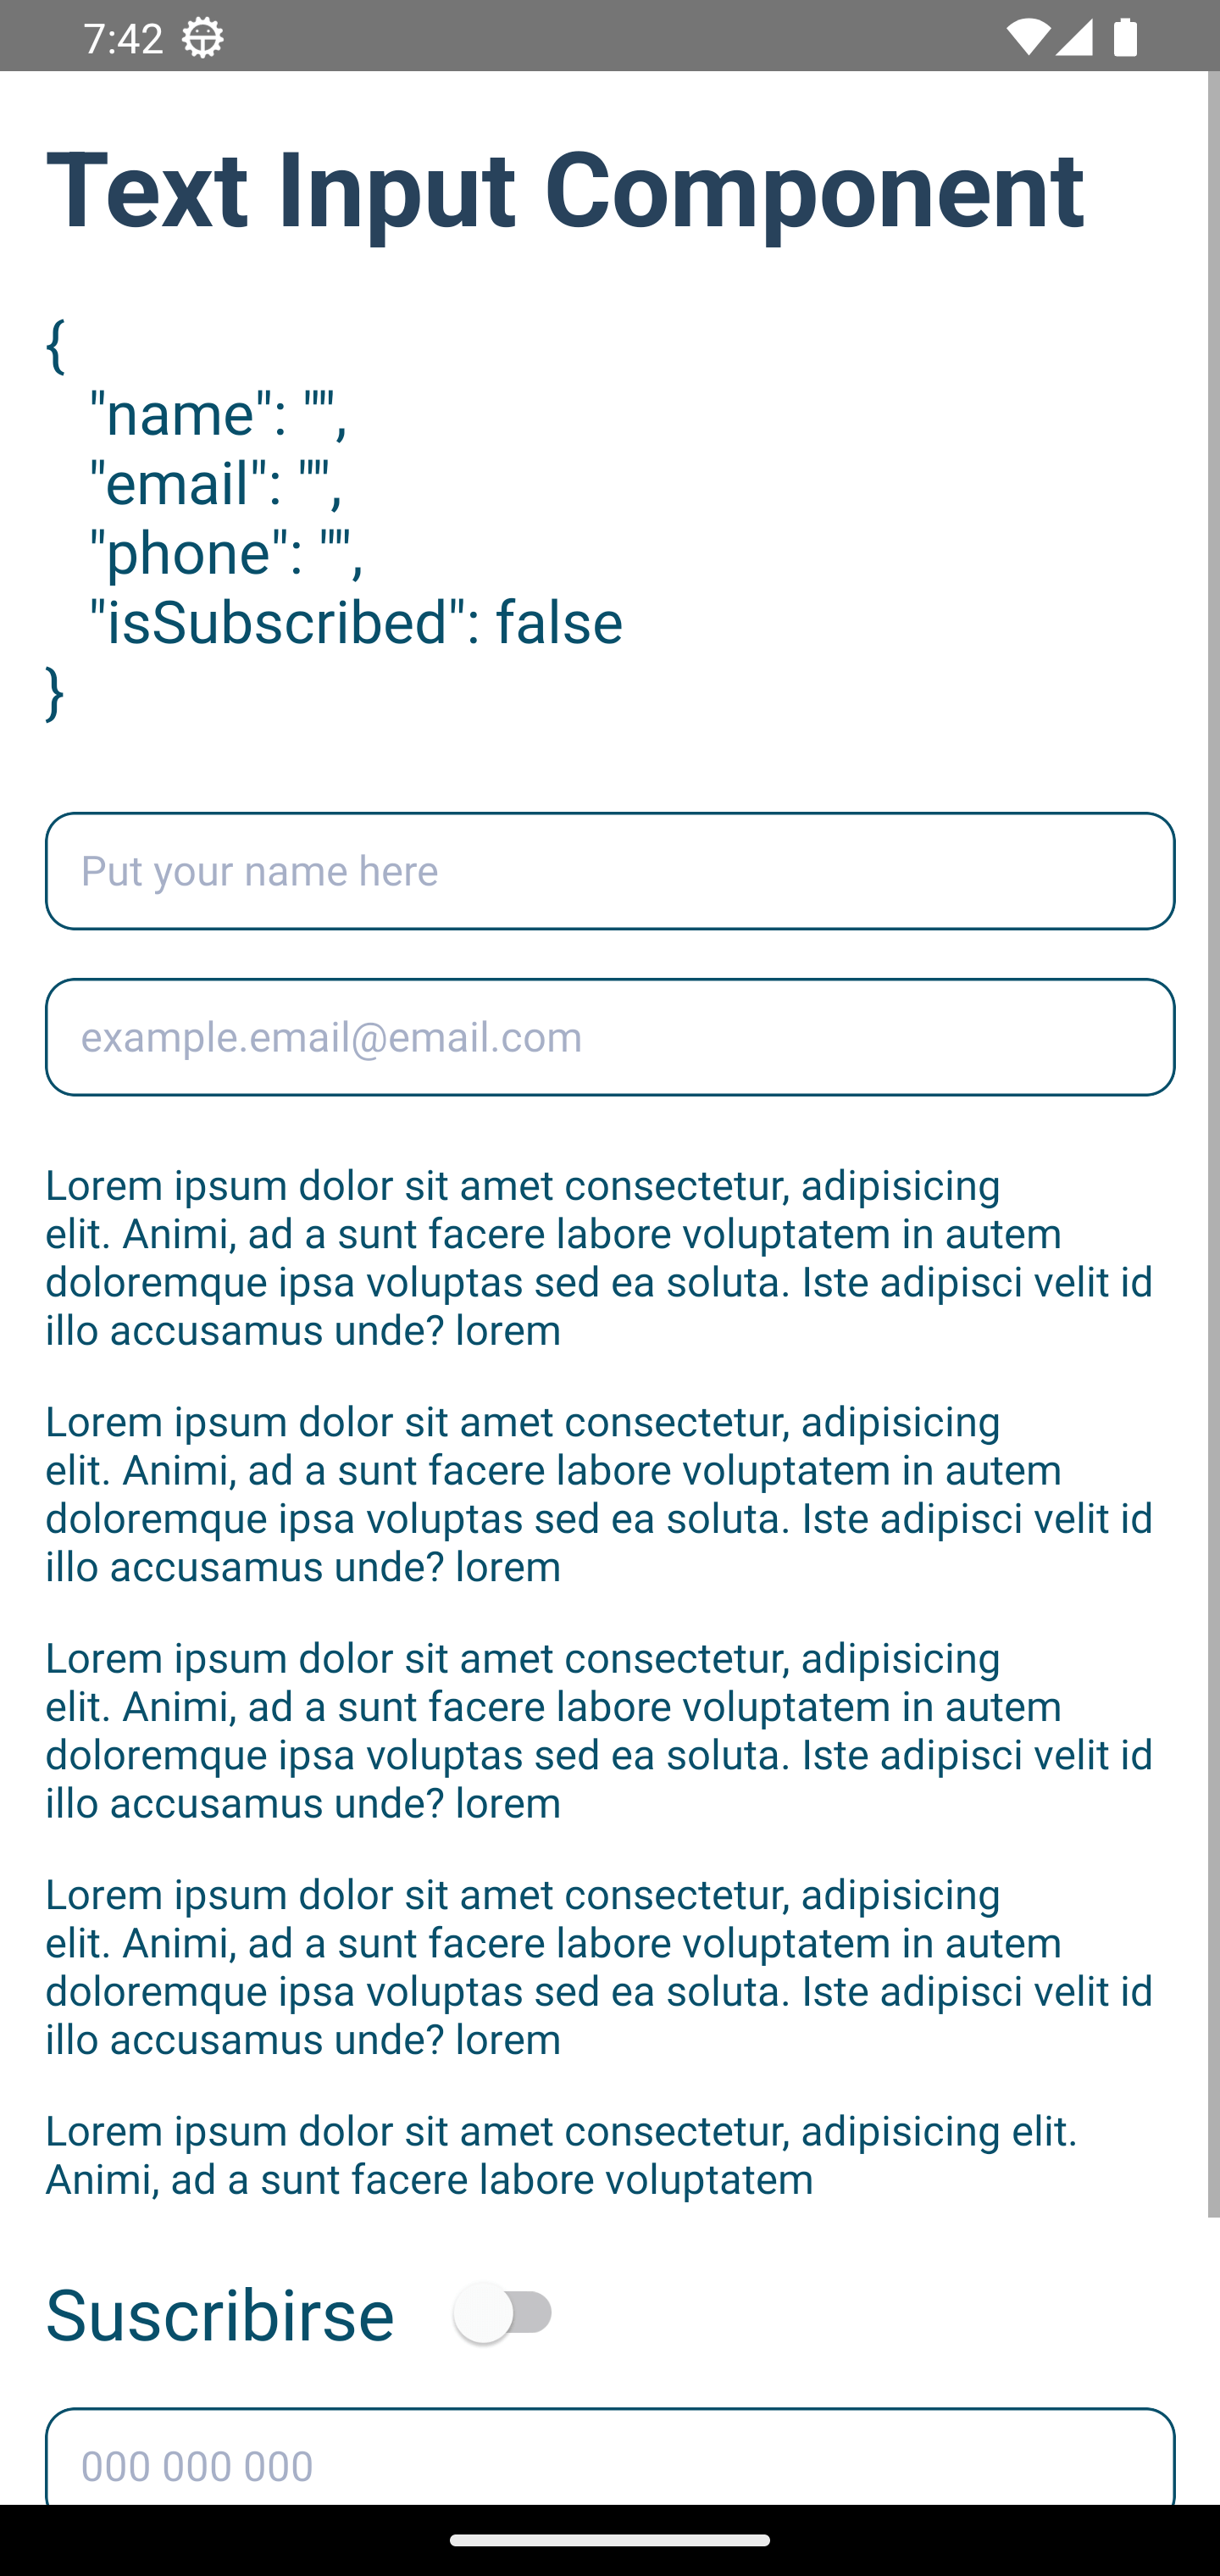 7:42
Text Input Component
{
"name": "",
"email": "",
"phone": "",
"isSubscribed": false
}
Put your name here
example.email@email.com
Lorem ipsum dolor sit amet consectetur, adipisicing
elit. Animi, ad a sunt facere labore voluptatem in autem
doloremque ipsa voluptas sed ea soluta. Iste adipisci velit id
illo accusamus unde? lorem
Lorem ipsum dolor sit amet consectetur, adipisicing
elit. Animi, ad a sunt facere labore voluptatem in autem
doloremque ipsa voluptas sed ea soluta. Iste adipisci velit id
illo accusamus unde? lorem
Lorem ipsum dolor sit amet consectetur, adipisicing
elit. Animi, ad a sunt facere labore voluptatem in autem
doloremque ipsa voluptas sed ea soluta. Iste adipisci velit id
illo accusamus unde? lorem
Lorem ipsum dolor sit amet consectetur, adipisicing
elit. Animi, ad a sunt facere labore voluptatem in autem
doloremque ipsa voluptas sed ea soluta. Iste adipisci velit id
illo accusamus unde? lorem
Lorem ipsum dolor sit amet consectetur, adipisicing elit.
Animi, ad a sunt facere labore voluptatem
Suscribirse
000 000 000